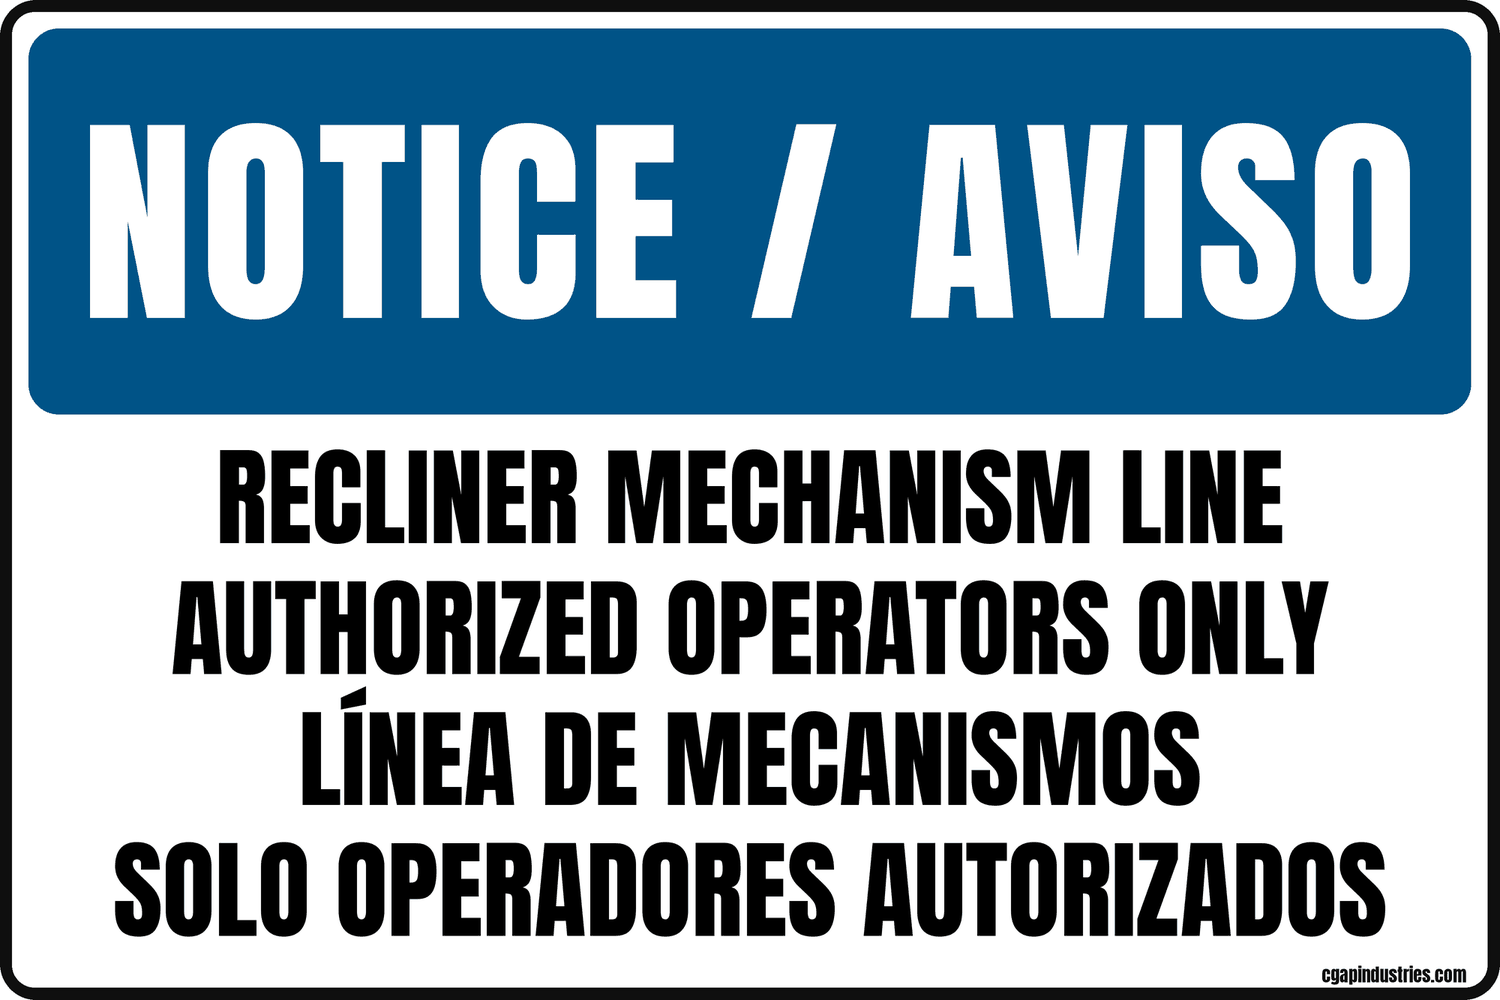 NOTICE / AVISO
RECLINER MECHANISM LINE
AUTHORIZED OPERATORS ONLY
LÍNEA DE MECANISMOS
SOLO OPERADORES AUTORIZADOS
cgapindustries.com